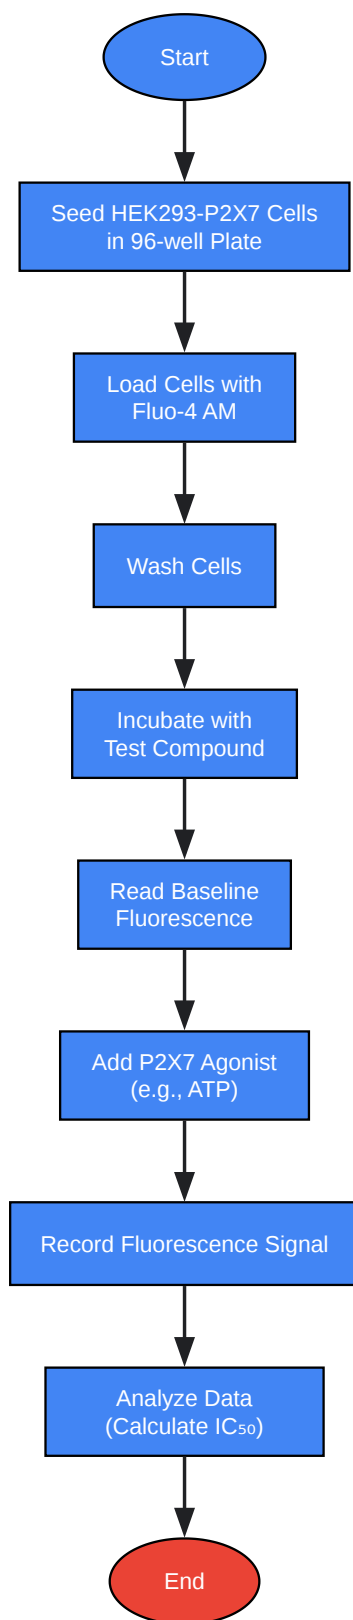 Start
Seed HEK293-P2X7 Cells
in 96-well Plate
Load Cells with
Fluo-4 AM
Wash Cells
Incubate with
Test Compound
Read Baseline
Fluorescence
Add P2X7 Agonist
(e.g., ATP)
Record Fluorescence Signal
Analyze Data
(Calculate IC₅₀)
End